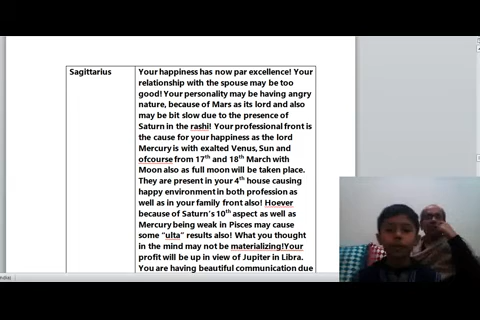 Sagittarius
Your happiness has now par excellence! Your
relationship with the spouse may be too
good! Your personality may be having angry
nature, because of Mars as its lord and also
may be bit slow due to the presence of
Saturn in the rashi! Your professional front is
the cause for your happiness as the lord
Mercury is with exalted Venus, Sun and
ofcourse from 17th and 18th March with
Moon also as full moon will be taken place.
They are present in your 4th house causing
happy environment in both profession as
well as in your family front also! Hoever
because of Saturn's 10th aspect as well as
Mercury being weak in Pisces may cause
some "ulta" results also! What you thought
in the mind may not be materializing!Your
profit will be up in view of Jupiter in Libra.
You are having beautiful communication due